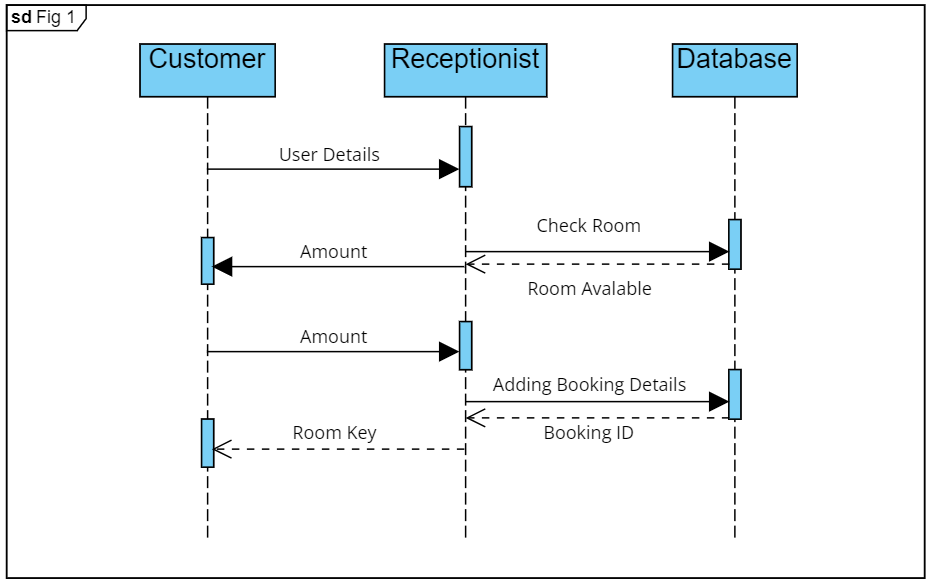 sd Fig 1
Customer
Receptionist
Database
User Details
Check Room
Amount
Room Avalable
Amount
Adding Booking Details
Room Key
Booking ID